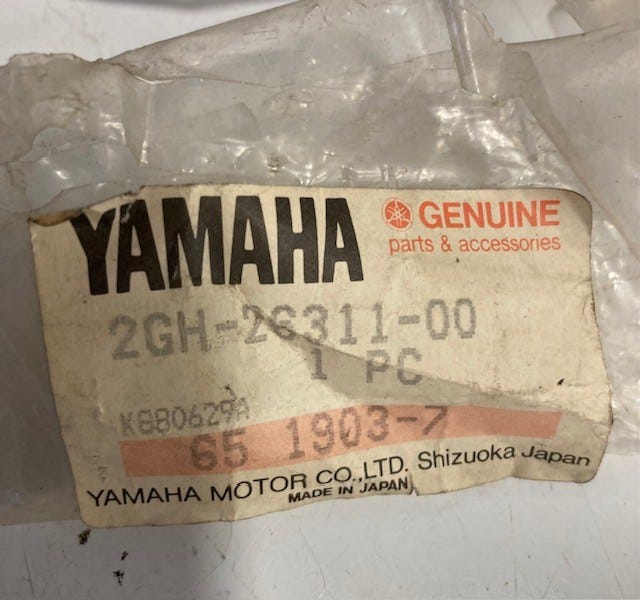 YAMAHA GENUINE
parts & accessories
2GH-26311-00
1 PC
K880629A
65 1903-7
YAMAHA MOTOR CO.,LTD. Shizuoka Japan
MADE IN JAPAN